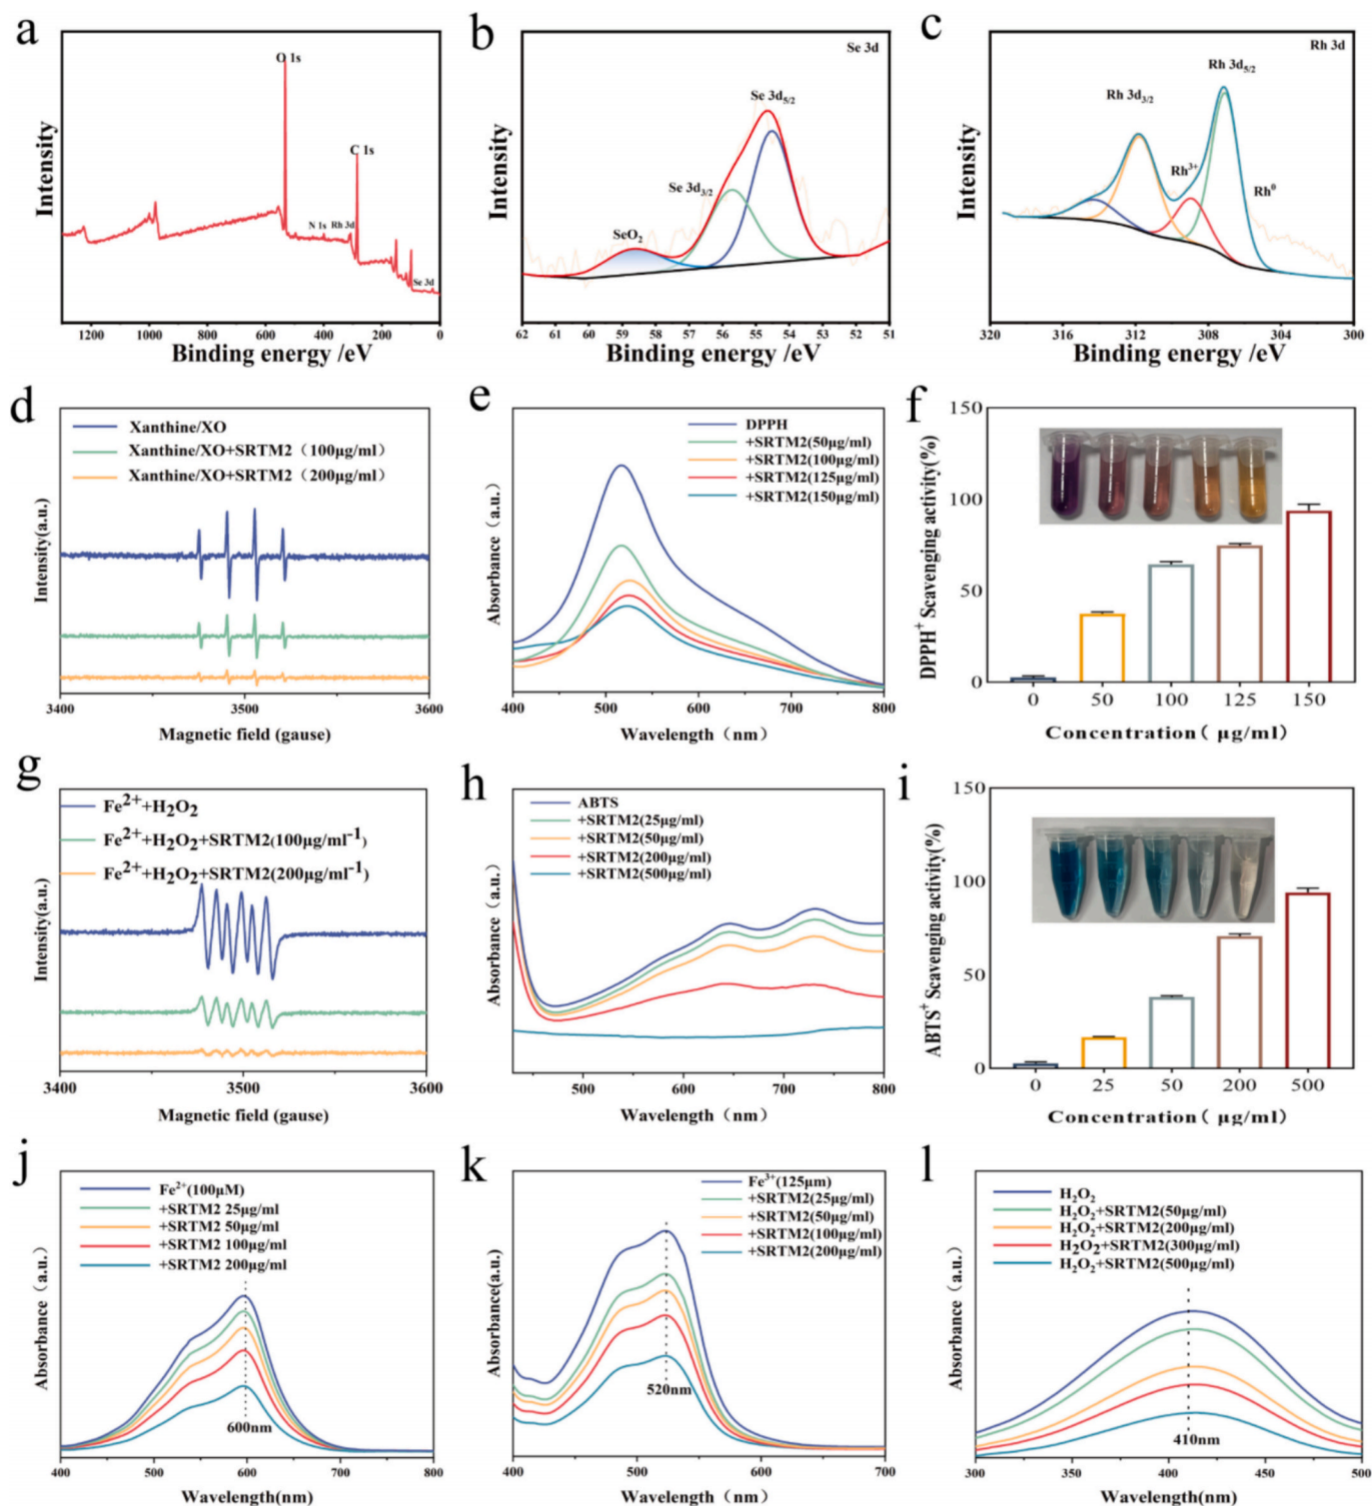 a
Intensity
O 1s
C 1s
N 1s
Rh 3d
Se 3d
1200
1000
800
600
400
200
0
Binding energy /eV
b
Intensity
Se 3d
Se 3d5/2
Se 3d3/2
SeO2
62
61
60
59
58
57
56
55
54
53
52
51
Binding energy /eV
c
Intensity
Rh 3d
Rh 3d5/2
Rh 3d3/2
Rh3+
Rh0
320
316
312
308
304
300
Binding energy /eV
d
Intensity(a.u.)
Xanthine/XO
Xanthine/XO+SRTM2（100μg/ml）
Xanthine/XO+SRTM2（200μg/ml）
3400
3500
3600
Magnetic field (gause)
e
Absorbance（a.u.）
DPPH
+SRTM2(50μg/ml)
+SRTM2(100μg/ml)
+SRTM2(125μg/ml)
+SRTM2(150μg/ml)
400
500
600
700
800
Wavelength（nm）
f
DPPH+ Scavenging activity(%)
150
100
50
0
0
50
100
125
150
Concentration（ μg/ml）
g
Intensity(a.u.)
Fe2++H2O2
Fe2++H2O2+SRTM2(100μg/ml-1)
Fe2++H2O2+SRTM2(200μg/ml-1)
3400
3500
3600
Magnetic field (gause)
h
Absorbance（a.u.）
ABTS
+SRTM2(25μg/ml)
+SRTM2(50μg/ml)
+SRTM2(200μg/ml)
+SRTM2(500μg/ml)
500
600
700
800
Wavelength（nm）
i
ABTS+ Scavenging activity(%)
150
100
50
0
0
25
50
200
500
Concentration（ μg/ml）
j
Absorbance（a.u.）
Fe2+(100μM)
+SRTM2 25μg/ml
+SRTM2 50μg/ml
+SRTM2 100μg/ml
+SRTM2 200μg/ml
600nm
400
500
600
700
800
Wavelength(nm)
k
Absorbance(a.u.)
Fe3+(125μm)
+SRTM2(25μg/ml)
+SRTM2(50μg/ml)
+SRTM2(100μg/ml)
+SRTM2(200μg/ml)
520nm
400
500
600
700
Wavelength(nm)
l
Absorbance（a.u.）
H2O2
H2O2+SRTM2(50μg/ml)
H2O2+SRTM2(200μg/ml)
H2O2+SRTM2(300μg/ml)
H2O2+SRTM2(500μg/ml)
410nm
300
350
400
450
500
Wavelength(nm)